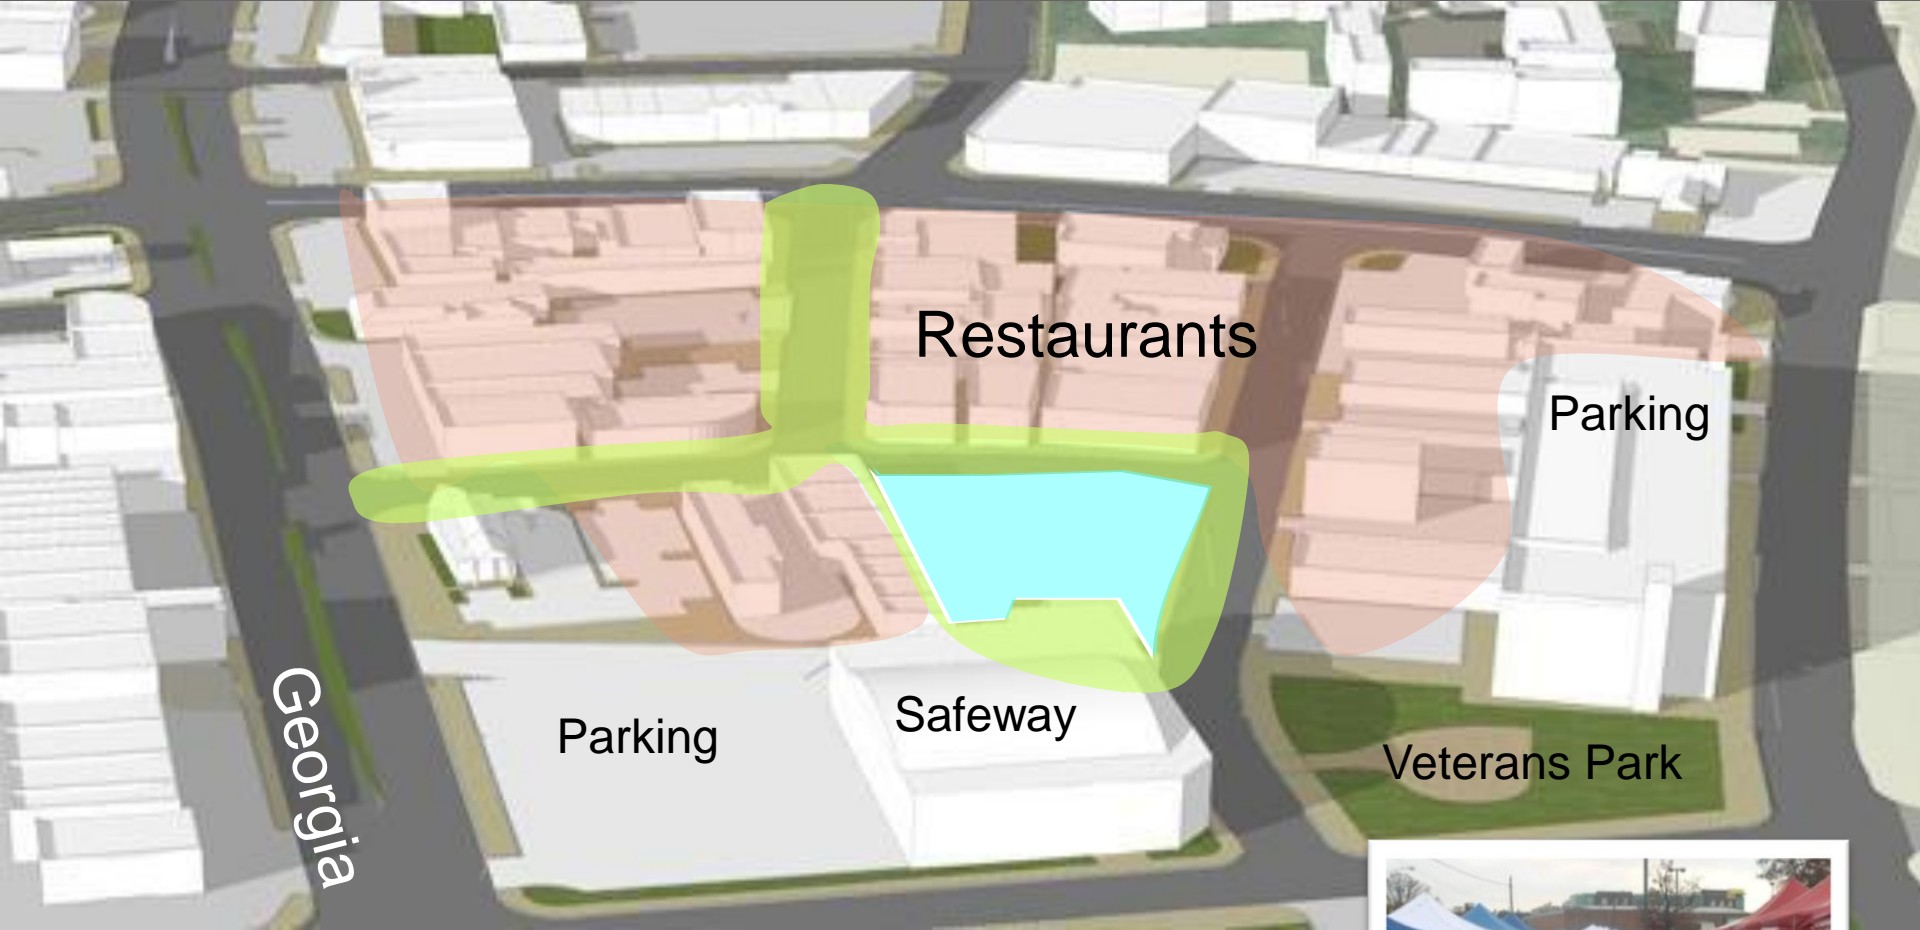 Restaurants
Parking
Georgia
Parking
Safeway
Veterans Park